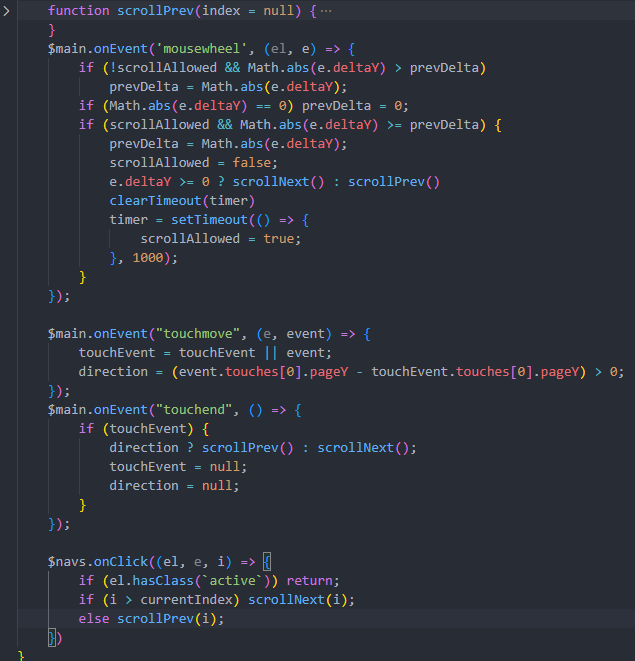 function scrollPrev(index = null) { ···
}
$main.onEvent('mousewheel', (el, e) => {
if (!scrollAllowed && Math.abs(e.deltaY) > prevDelta)
prevDelta = Math.abs(e.deltaY);
if (Math.abs(e.deltaY) == 0) prevDelta = 0;
if (scrollAllowed && Math.abs(e.deltaY) >= prevDelta) {
prevDelta = Math.abs(e.deltaY);
scrollAllowed = false;
e.deltaY >= 0 ? scrollNext() : scrollPrev()
clearTimeout(timer)
timer = setTimeout(() => {
scrollAllowed = true;
}, 1000);
}
});
$main.onEvent("touchmove", (e, event) => {
touchEvent = touchEvent || event;
direction = (event.touches[0].pageY - touchEvent.touches[0].pageY) > 0;
});
$main.onEvent("touchend", () => {
if (touchEvent) {
direction ? scrollPrev() : scrollNext();
touchEvent = null;
direction = null;
}
});
$navs.onClick((el, e, i) => {
if (el.hasClass(`active`)) return;
if (i > currentIndex) scrollNext(i);
else scrollPrev(i);
})
}